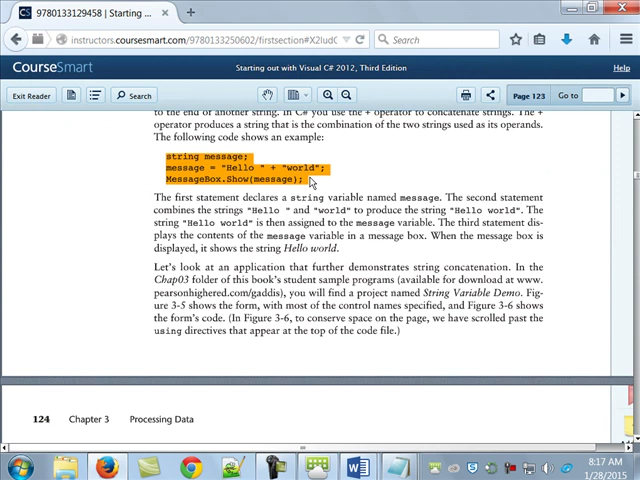 9780133129458 | Starting ...
instructors.coursesmart.com/9780133250602/firstsection#X2ludC
Search
CourseSmart
Starting out with Visual C# 2012, Third Edition
Exit Reader
Search
Page 123
Go to
to the end of another string. In C# you use the + operator to concatenate strings. The +
operator produces a string that is the combination of the two strings used as its operands.
The following code shows an example:
string message;
message = "Hello " + "world";
MessageBox.Show(message);
The first statement declares a string variable named message. The second statement
combines the strings "Hello " and "world" to produce the string "Hello world". The
string "Hello world" is then assigned to the message variable. The third statement dis-
plays the contents of the message variable in a message box. When the message box is
displayed, it shows the string Hello world.
Let's look at an application that further demonstrates string concatenation. In the
Chap03 folder of this book's student sample programs (available for download at www.
pearsonhighered.com/gaddis), you will find a project named String Variable Demo. Fig-
ure 3-5 shows the form, with most of the control names specified, and Figure 3-6 shows
the form's code. (In Figure 3-6, to conserve space on the page, we have scrolled past the
using directives that appear at the top of the code file.)
124 Chapter 3 Processing Data
8:17 AM
1/28/2015